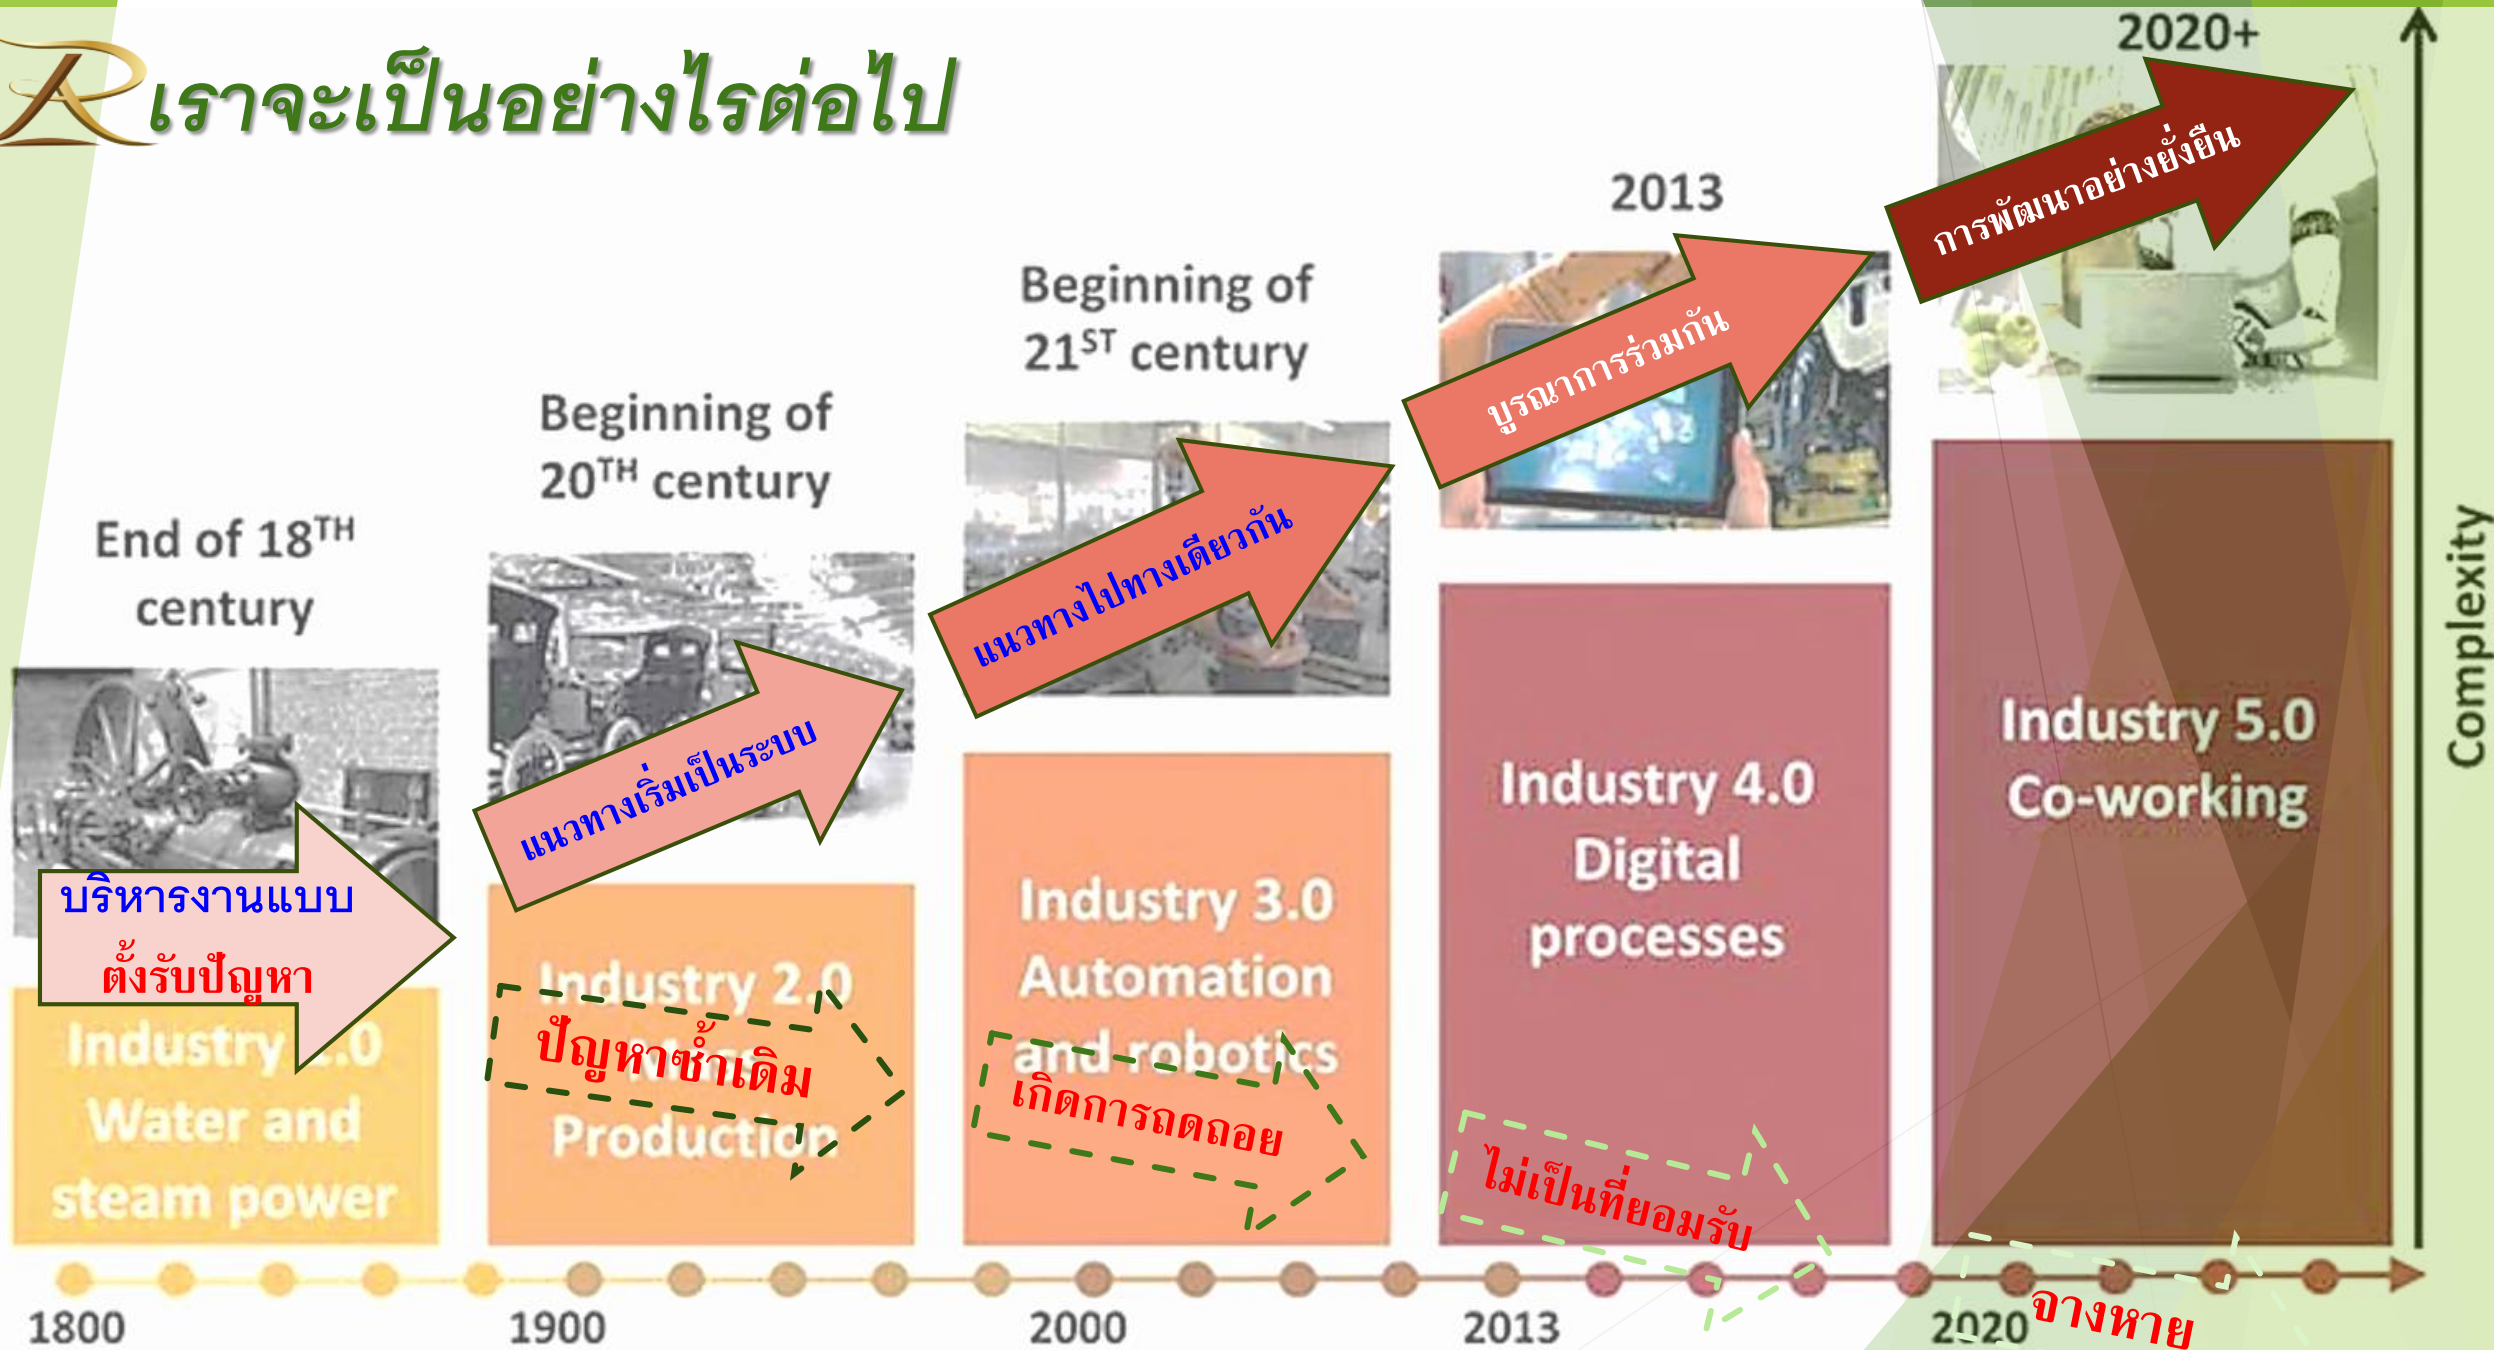 เราจะเป็นอย่างไรต่อไป
2020+
การพัฒนาอย่างยั่งยืน
2013
บูรณาการร่วมกัน
Beginning of
21ST century
แนวทางไปทางเดียวกัน
Beginning of
20TH century
แนวทางเริ่มเป็นระบบ
End of 18TH
century
บริหารงานแบบ
ตั้งรับปัญหา
Industry 1.0
Water and
steam power
Industry 2.0
Mass
Production
ปัญหาซ้ำเดิม
Industry 3.0
Automation
and robotics
เกิดการถดถอย
Industry 4.0
Digital
processes
ไม่เป็นที่ยอมรับ
Industry 5.0
Co-working
จางหาย
Complexity
1800
1900
2000
2013
2020